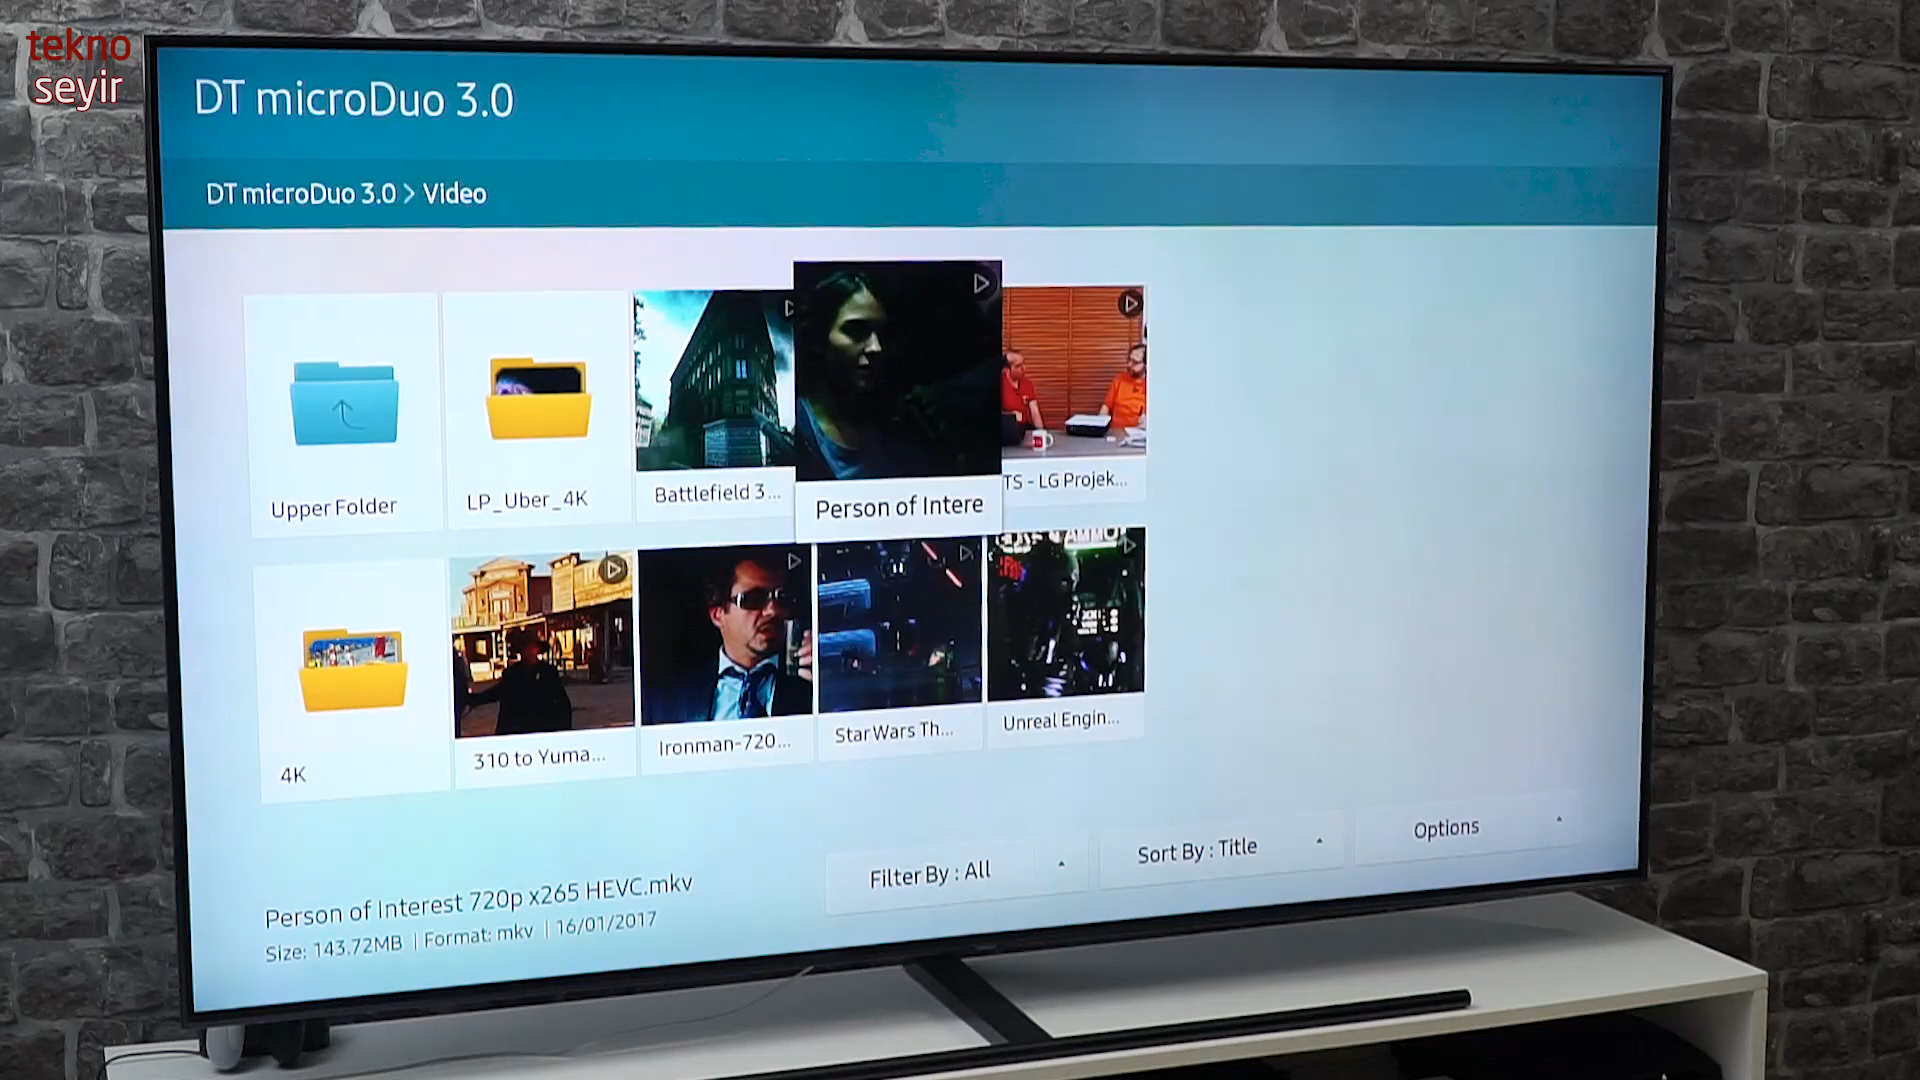 tekno
seyir
DT microDuo 3.0
DT microDuo 3.0 > Video
Upper Folder
LP_Uber_4K
Battlefield 3...
Person of Intere
TS - LG Projek...
4K
310 to Yuma...
Ironman-720...
Star Wars Th...
Unreal Engin...
Filter By : All
Sort By : Title
Options
Person of Interest 720p x265 HEVC.mkv
Size: 143.72MB | Format: mkv | 16/01/2017